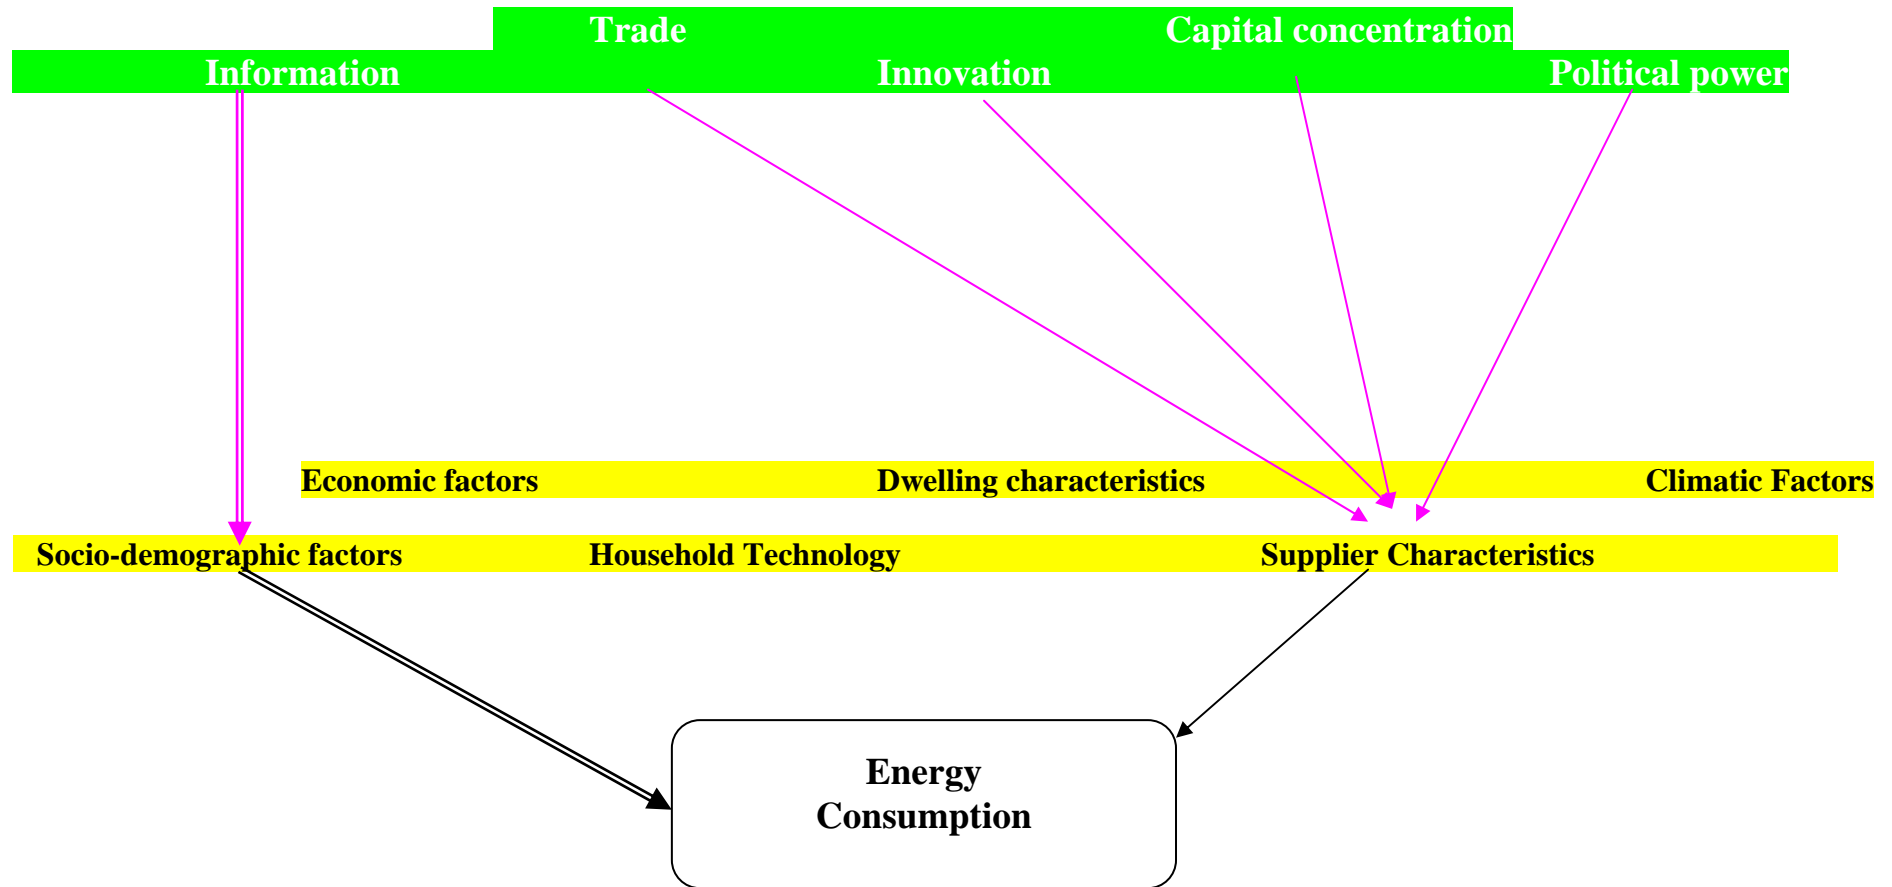 Trade Capital concentration
Information Innovation Political power
Economic factors Dwelling characteristics Climatic Factors
Socio-demographic factors Household Technology Supplier Characteristics
Energy
Consumption